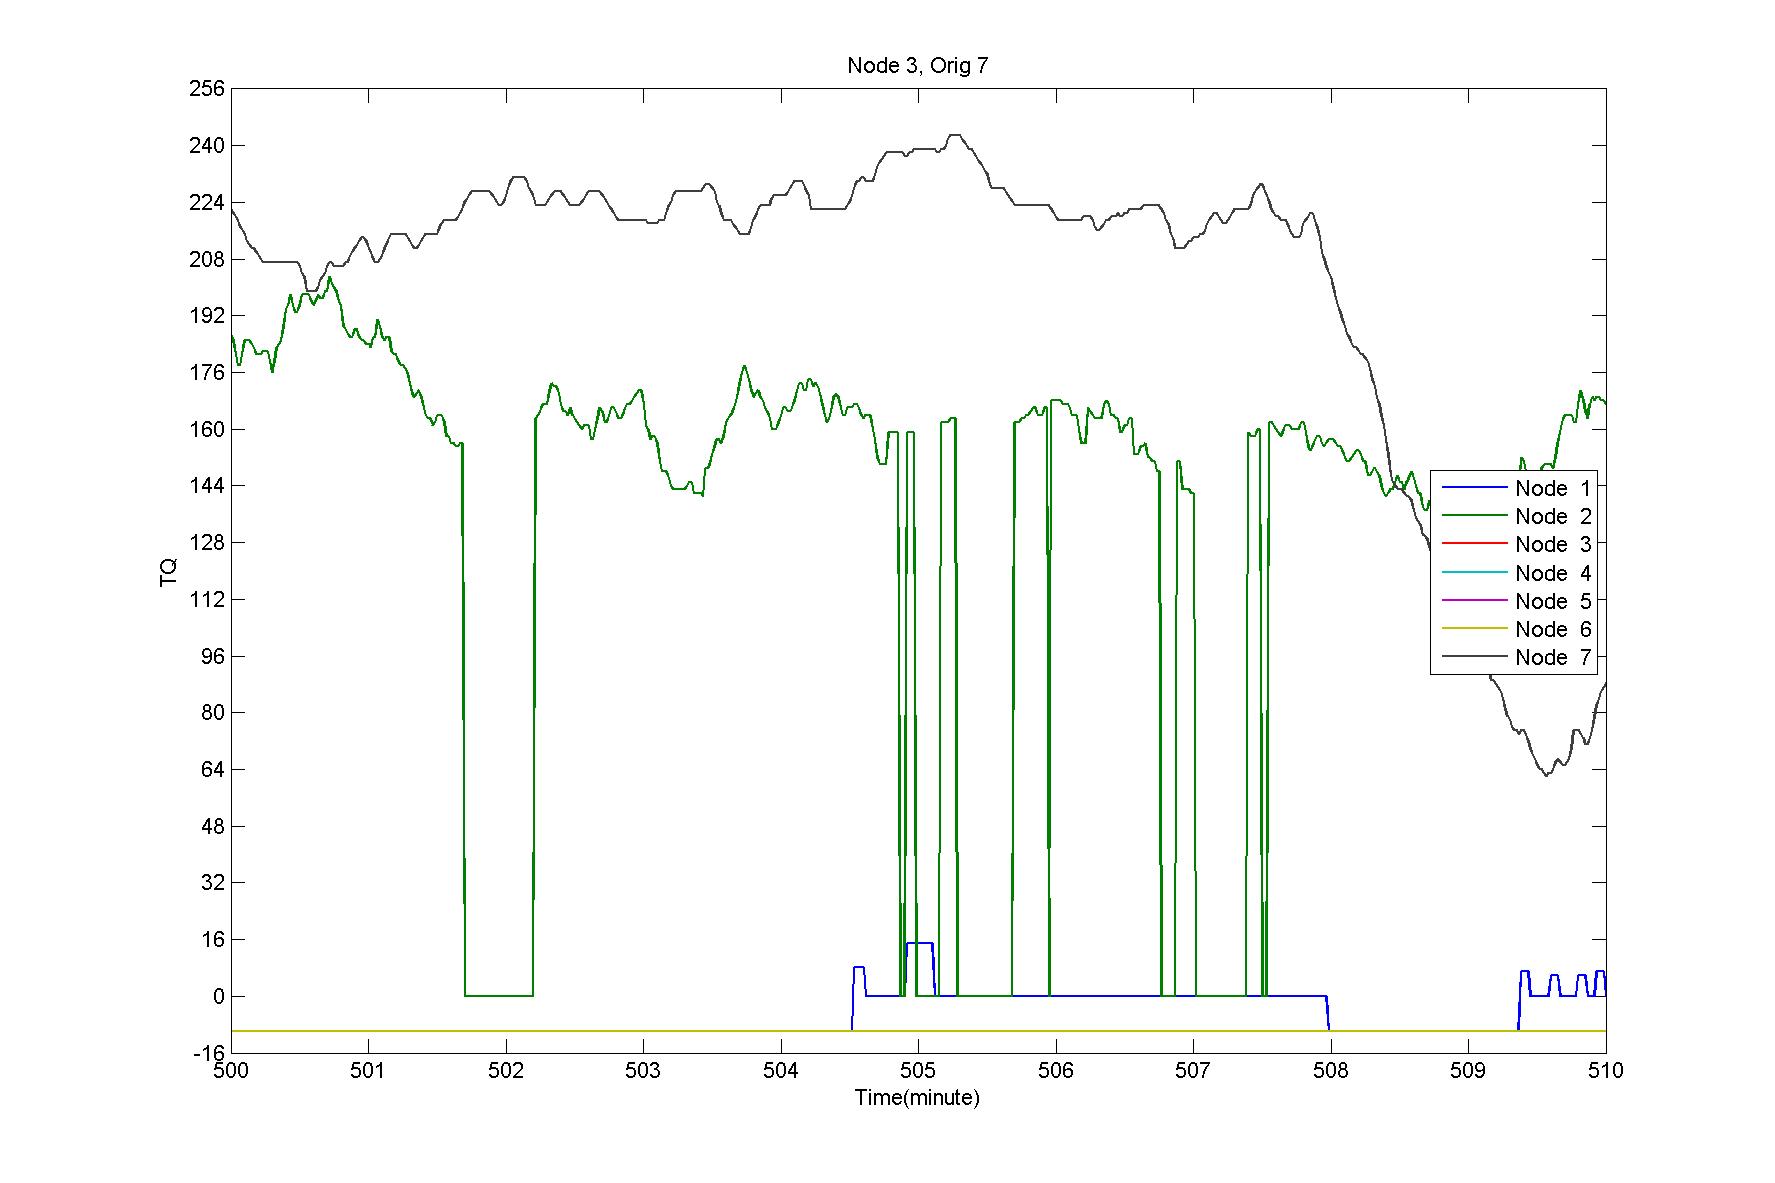 Node 3, Orig 7
256
240
224
208
192
176
160
144
128
112
96
80
64
48
32
16
0
-16
TQ
Node 1
Node 2
Node 3
Node 4
Node 5
Node 6
Node 7
500 501 502 503 504 505 506 507 508 509 510
Time(minute)